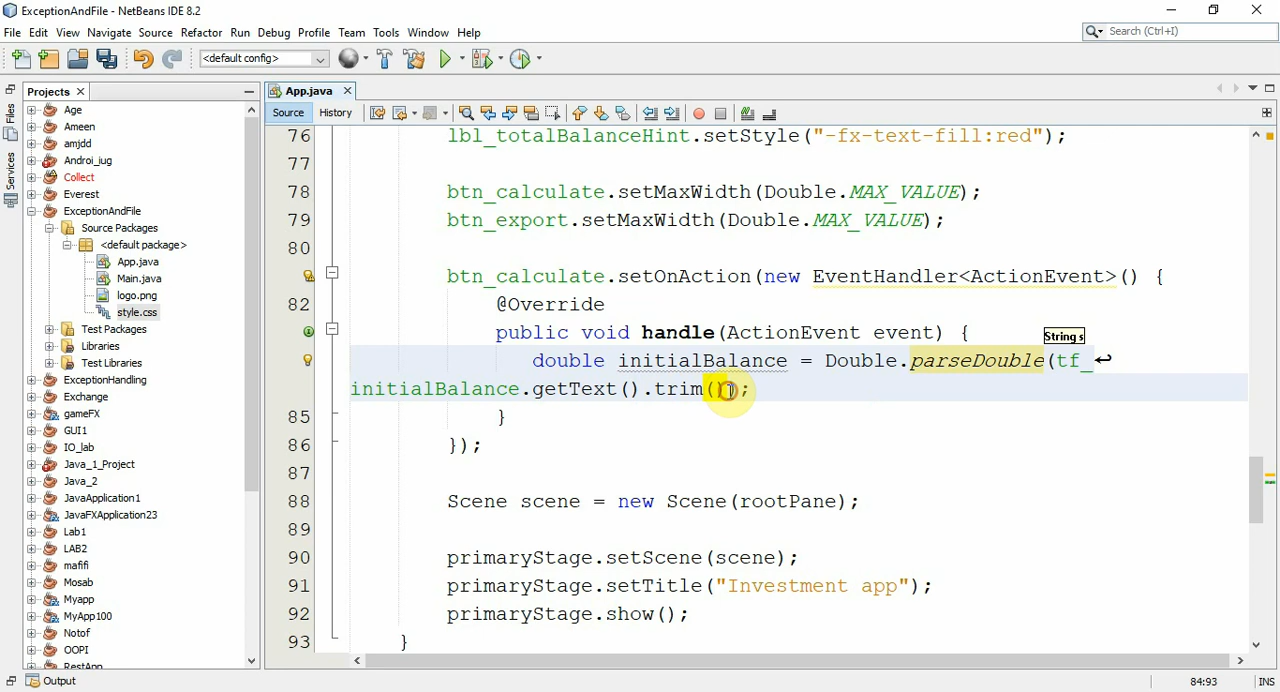 ExceptionAndFile - NetBeans IDE 8.2
File Edit View Navigate Source Refactor Run Debug Profile Team Tools Window Help
Search (Ctrl+I)
<default config>
Projects
App.java
Files
Services
Source History
Age
Ameen
amjdd
Androi_jug
Collect
Everest
ExceptionAndFile
Source Packages
<default package>
App.java
Main.java
logo.png
style.css
Test Packages
Libraries
Test Libraries
ExceptionHandling
Exchange
gameFX
GUI1
IO_lab
Java_1_Project
Java_2
JavaApplication1
JavaFXApplication23
Lab1
LAB2
mafifi
Mosab
Myapp
MyApp100
Notof
OOPI
RestApp
76 lbl_totalBalanceHint.setStyle("-fx-text-fill:red");
77
78 btn_calculate.setMaxWidth(Double.MAX_VALUE);
79 btn_export.setMaxWidth(Double.MAX_VALUE);
80
btn_calculate.setOnAction(new EventHandler<ActionEvent>() {
82 @Override
public void handle(ActionEvent event) {
String s
double initialBalance = Double.parseDouble(tf_
initialBalance.getText().trim());
85 }
86 });
87
88 Scene scene = new Scene(rootPane);
89
90 primaryStage.setScene(scene);
91 primaryStage.setTitle("Investment app");
92 primaryStage.show();
93 }
Output
84:93 INS